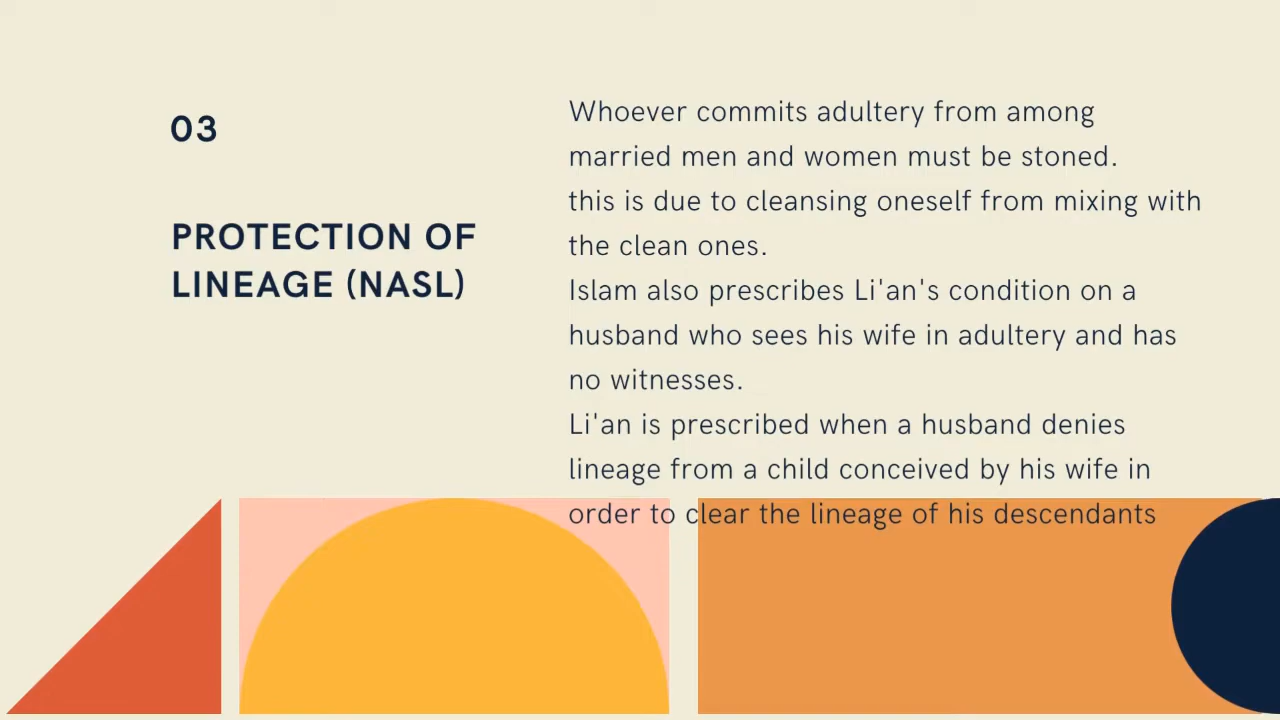 03
PROTECTION OF
LINEAGE (NASL)
Whoever commits adultery from among
married men and women must be stoned.
this is due to cleansing oneself from mixing with
the clean ones.
Islam also prescribes Li'an's condition on a
husband who sees his wife in adultery and has
no witnesses.
Li'an is prescribed when a husband denies
lineage from a child conceived by his wife in
order to clear the lineage of his descendants